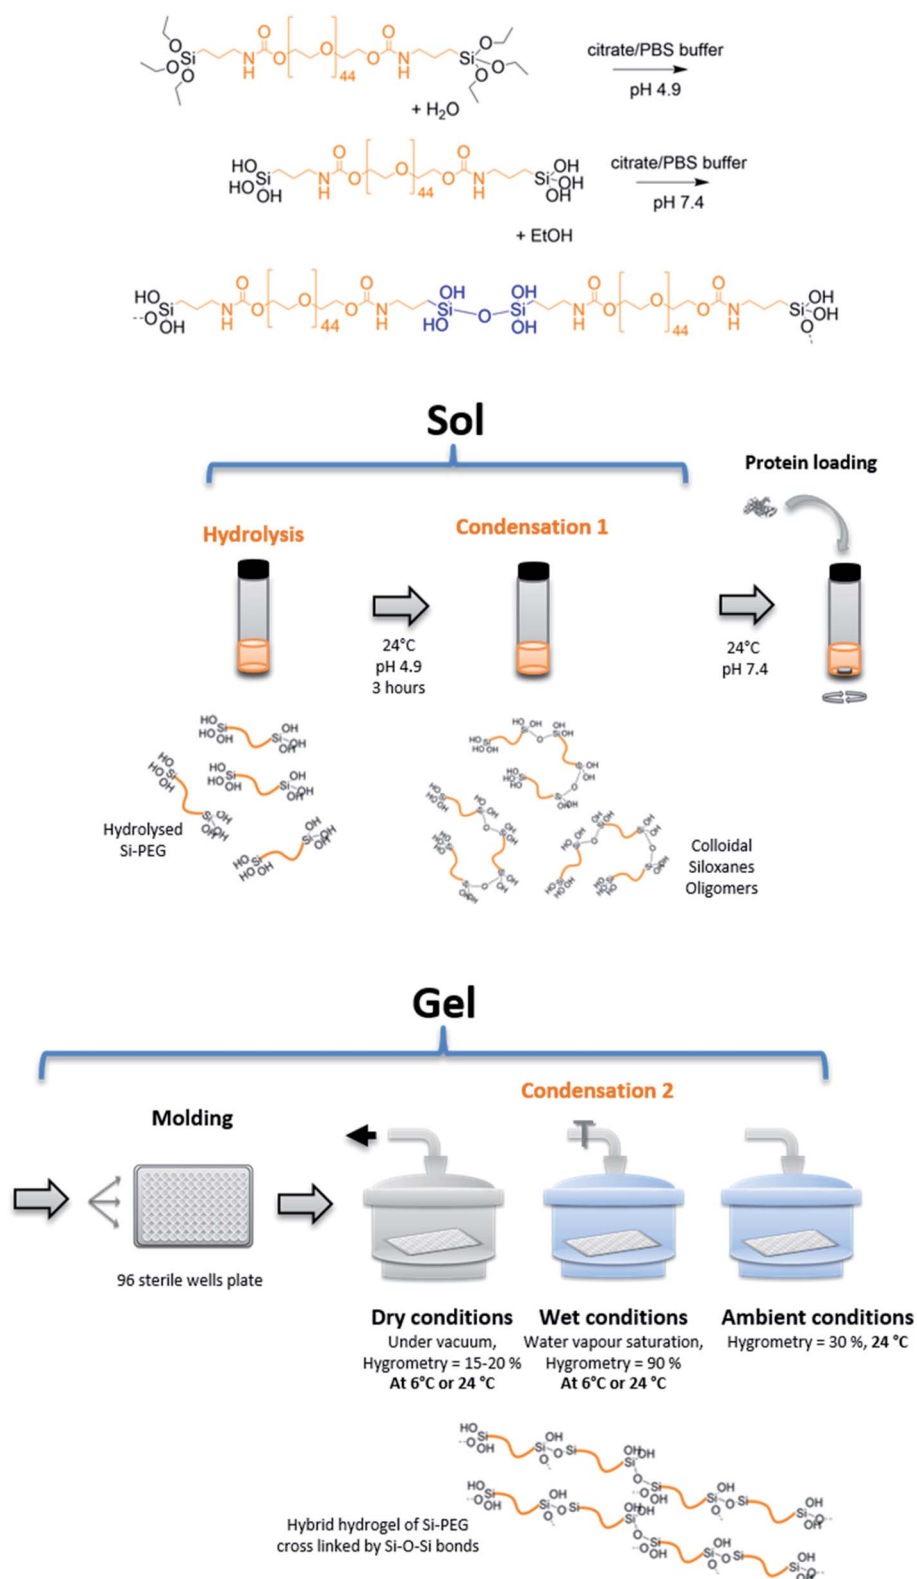 citrate/PBS buffer
pH 4.9
44
+ H2O
citrate/PBS buffer
pH 7.4
44
+ EtOH
44
44
Sol
Protein loading
Hydrolysis
Condensation 1
24°C
pH 4.9
3 hours
24°C
pH 7.4
Hydrolysed
Si-PEG
Colloidal
Siloxanes
Oligomers
Gel
Condensation 2
Molding
96 sterile wells plate
Dry conditions
Under vacuum,
Hygrometry = 15-20 %
At 6°C or 24 °C
Wet conditions
Water vapour saturation,
Hygrometry = 90 %
At 6°C or 24 °C
Ambient conditions
Hygrometry = 30 %, 24 °C
Hybrid hydrogel of Si-PEG
cross linked by Si-O-Si bonds